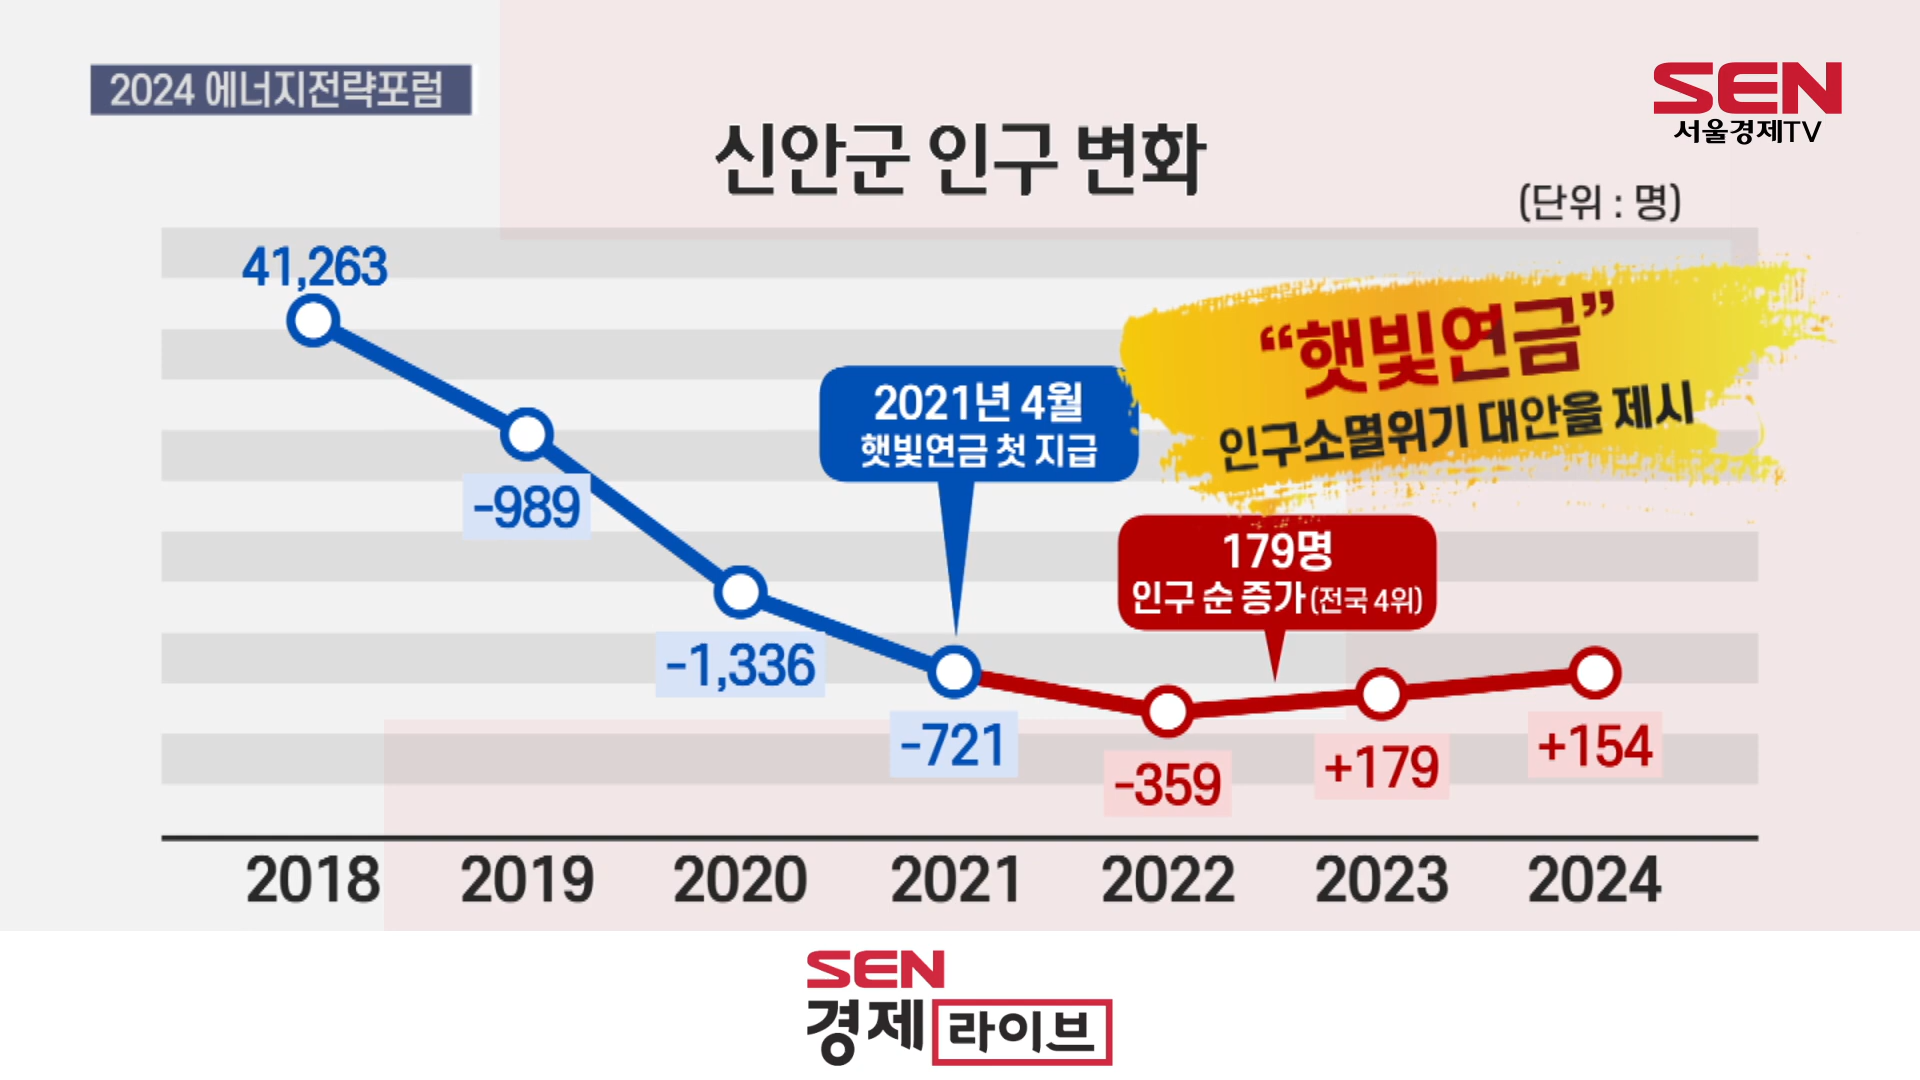 2024 에너지전략포럼
SEN
서울경제TV
신안군 인구 변화
(단위 : 명)
41,263
“햇빛연금”
인구소멸위기 대안을 제시
2021년 4월
햇빛연금 첫 지급
-989
179명
인구 순 증가(전국 4위)
-1,336
-721
-359
+179
+154
2018
2019
2020
2021
2022
2023
2024
SEN
경제라이브